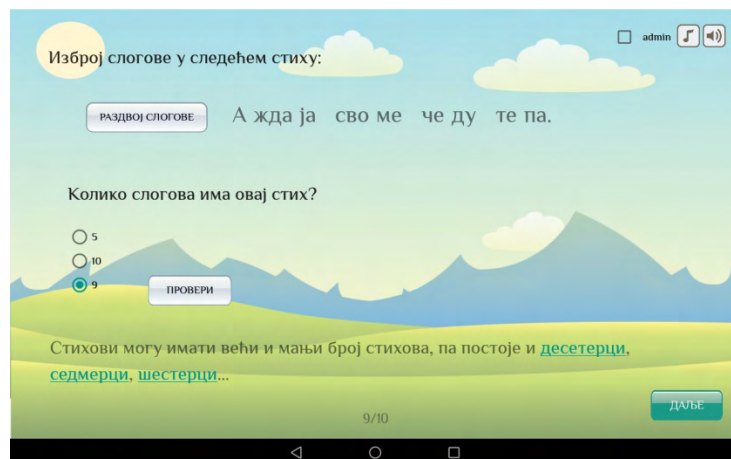 admin
Изброј слогове у следећем стиху:
РАЗДВОЈ СЛОГОВЕ А жда ја сво ме че ду те па.
Колико слогова има овај стих?
5
10
9
ПРОВЕРИ
Стихови могу имати већи и мањи број стихова, па постоје и десетерци,
седмерци, шестерци...
ДАЉЕ
9/10